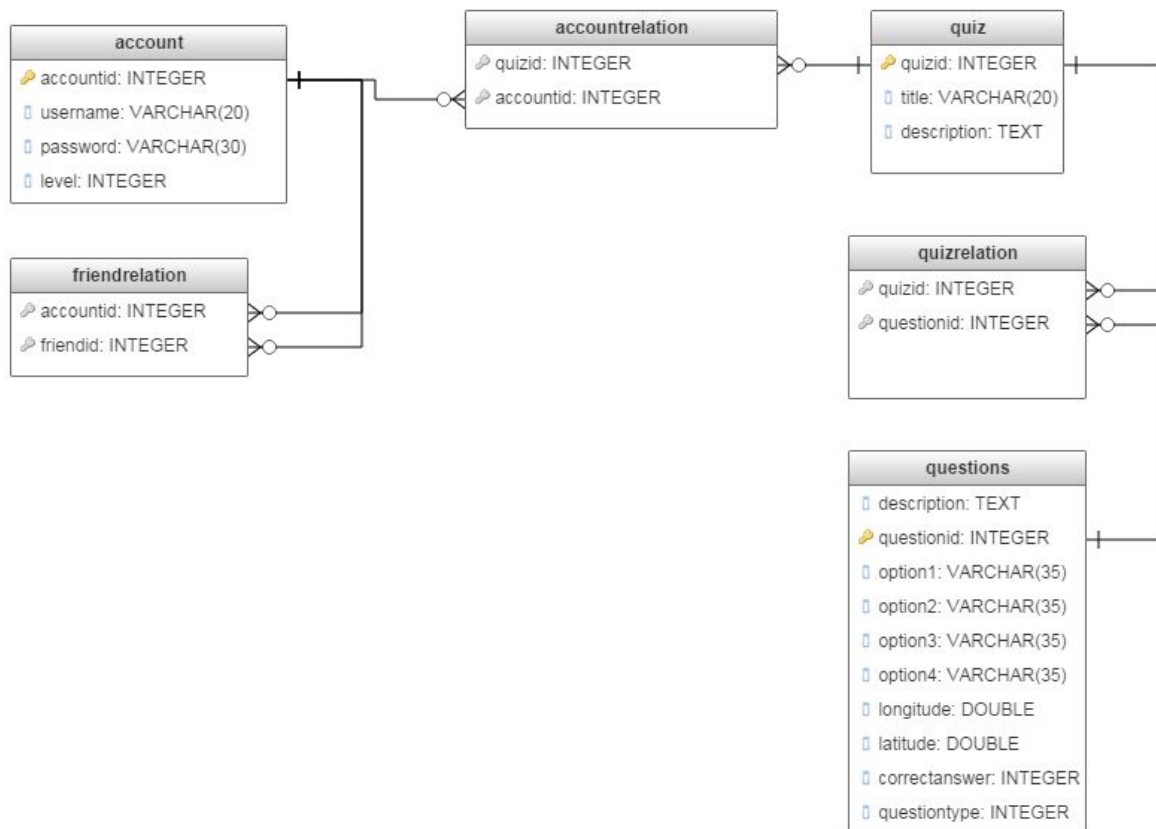 account
accountid: INTEGER
username: VARCHAR(20)
password: VARCHAR(30)
level: INTEGER
friendrelation
accountid: INTEGER
friendid: INTEGER
accountrelation
quizid: INTEGER
accountid: INTEGER
quiz
quizid: INTEGER
title: VARCHAR(20)
description: TEXT
quizrelation
quizid: INTEGER
questionid: INTEGER
questions
description: TEXT
questionid: INTEGER
option1: VARCHAR(35)
option2: VARCHAR(35)
option3: VARCHAR(35)
option4: VARCHAR(35)
longitude: DOUBLE
latitude: DOUBLE
correctanswer: INTEGER
questiontype: INTEGER